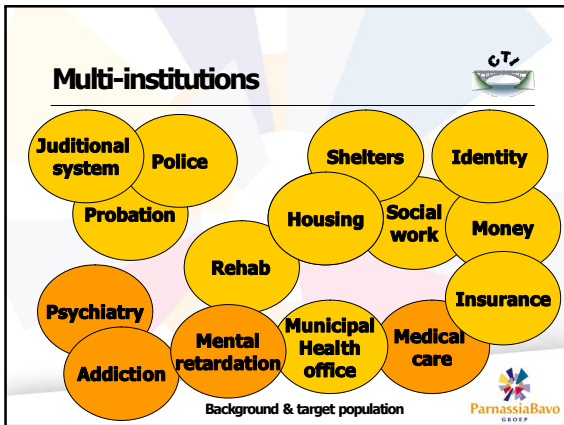 CTI
Multi-institutions
Juditional
system
Police
Probation
Shelters
Identity
Housing
Social
work
Money
Rehab
Insurance
Psychiatry
Addiction
Mental
retardation
Municipal
Health
office
Medical
care
Background & target population
ParnassiaBavo
GROEP